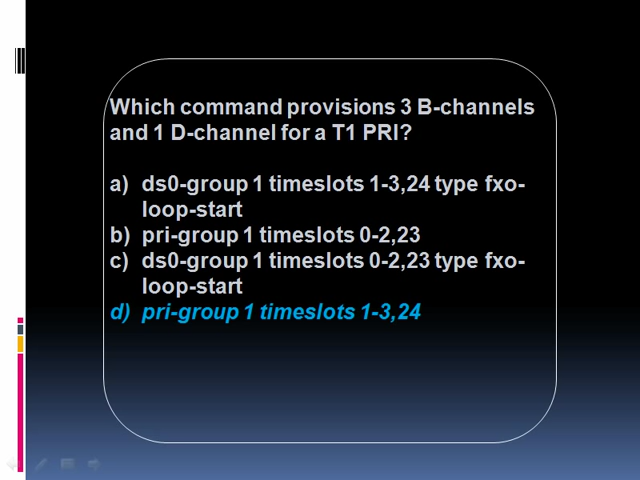 Which command provisions 3 B-channels
and 1 D-channel for a T1 PRI?
a) ds0-group 1 timeslots 1-3,24 type fxo-
loop-start
b) pri-group 1 timeslots 0-2,23
c) ds0-group 1 timeslots 0-2,23 type fxo-
loop-start
d) pri-group 1 timeslots 1-3,24